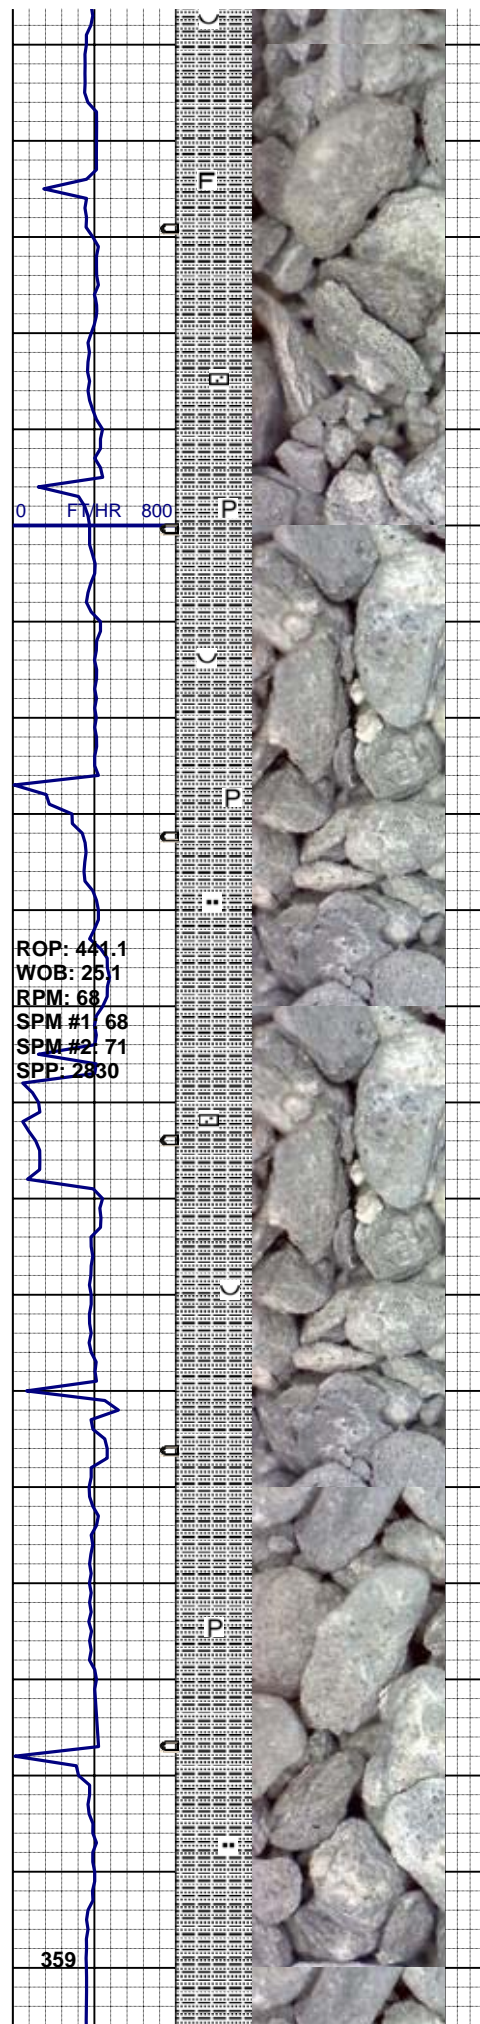 F
0 FT/HR 800
P
P
ROP: 441.1
WOB: 25.1
RPM: 68
SPM #1: 68
SPM #2: 71
SPP: 2830
P
359